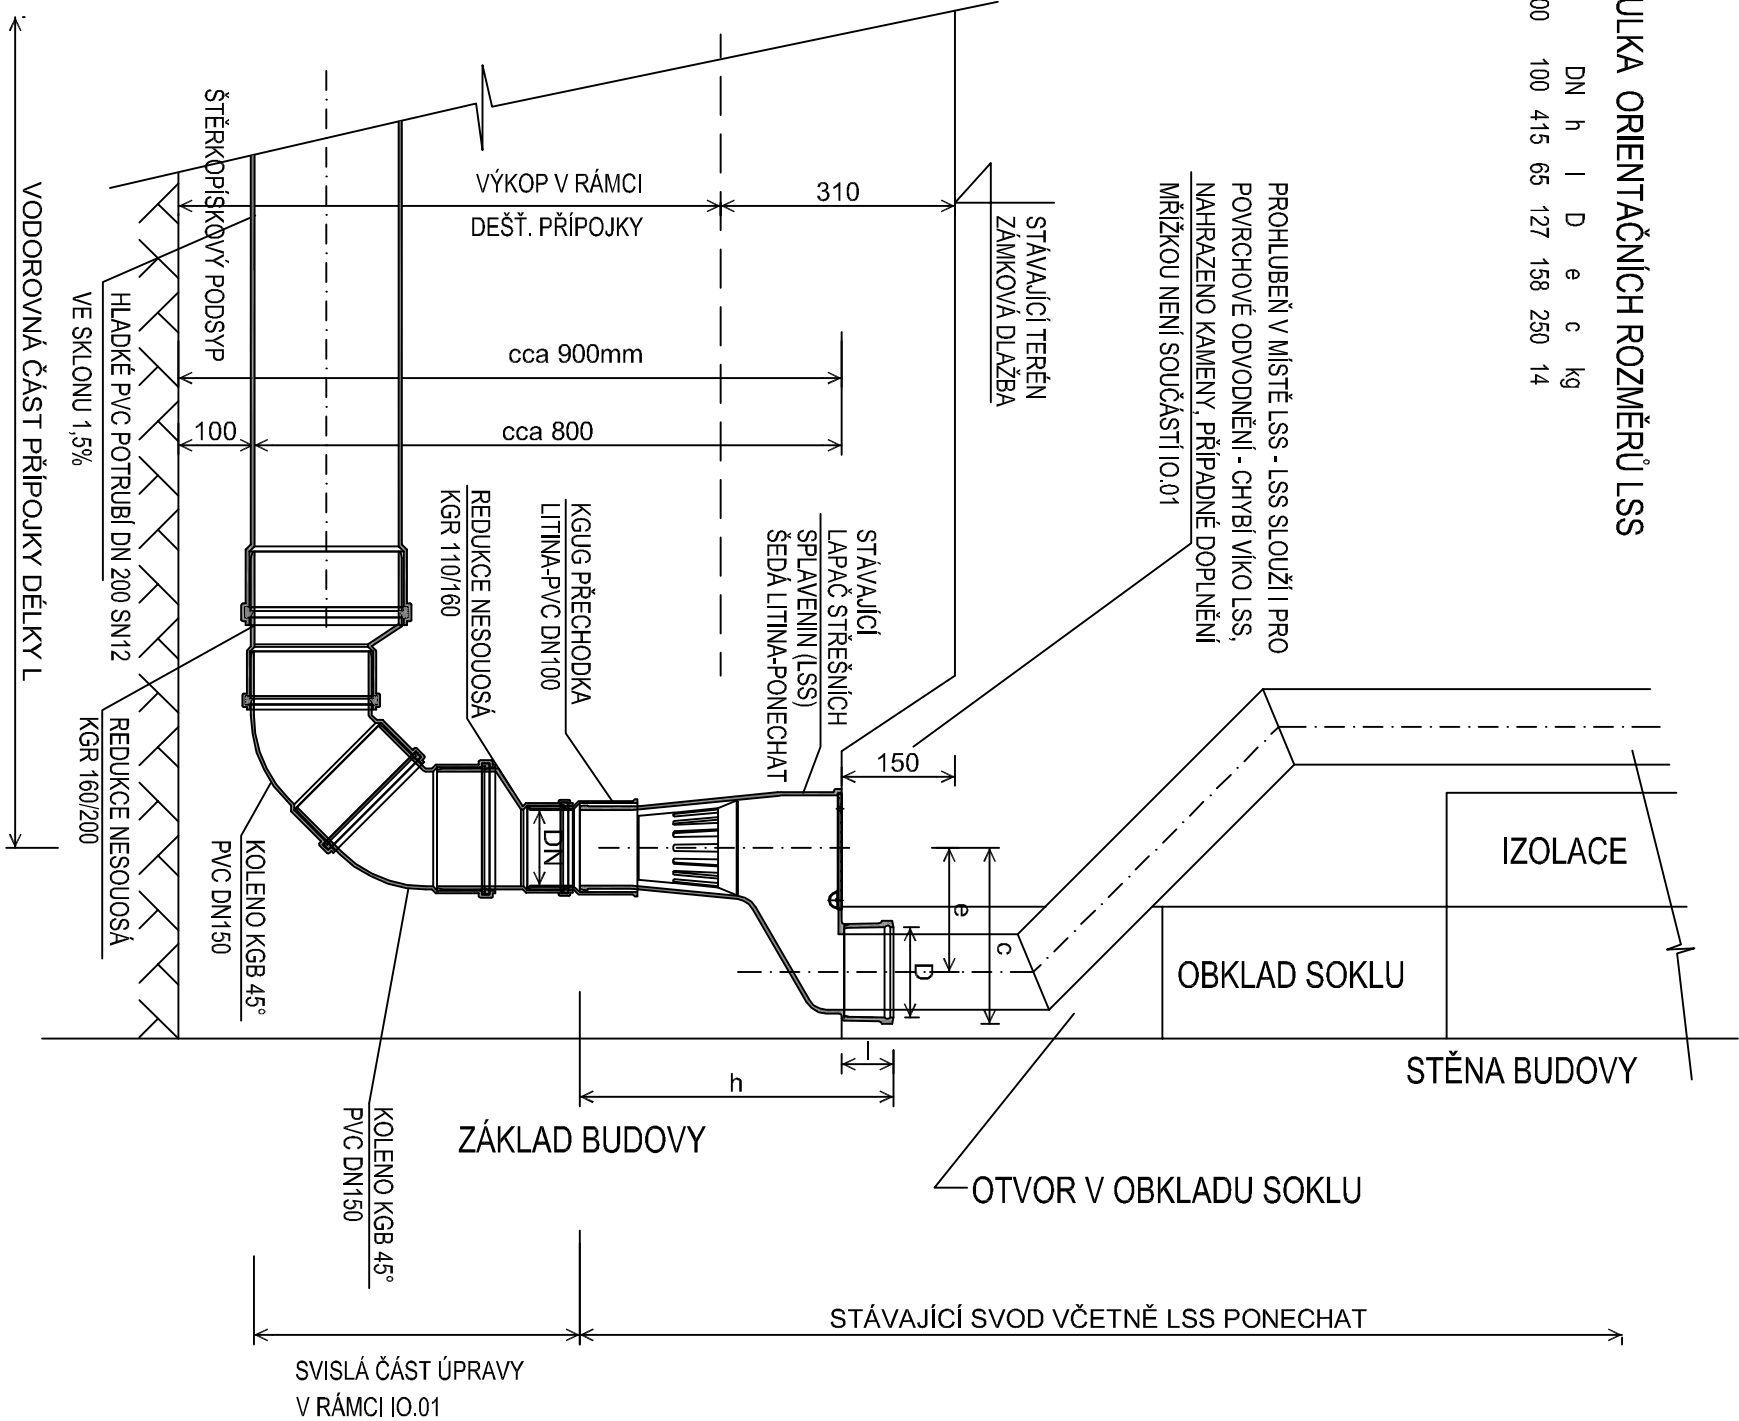 ULKA ORIENTAČNÍCH ROZMĚRŮ LSS
DN h l D e c kg
00 100 415 65 127 158 250 14
PROHLUBEŇ V MÍSTĚ LSS - LSS SLOUŽÍ I PRO
POVRCHOVÉ ODVODNĚNÍ - CHYBÍ VÍKO LSS,
NAHRAZENO KAMENY, PŘÍPADNÉ DOPLNĚNÍ
MŘÍŽKOU NENÍ SOUČÁSTÍ IO.01
STÁVAJÍCÍ TERÉN
ZÁMKOVÁ DLAŽBA
310
VÝKOP V RÁMCI
DEŠŤ. PŘÍPOJKY
cca 900mm
100
cca 800
150
ŠTĚRKOPÍSKOVÝ PODSYP
HLADKÉ PVC POTRUBÍ DN 200 SN12
VE SKLONU 1,5%
VODOROVNÁ ČÁST PŘÍPOJKY DÉLKY L
STÁVAJÍCÍ
LAPAČ STŘEŠNÍCH
SPLAVENIN (LSS)
ŠEDÁ LITINA-PONECHAT
KGUG PŘECHODKA
LITINA-PVC DN100
REDUKCE NESOUOSÁ
KGR 110/160
REDUKCE NESOUOSÁ
KGR 160/200
KOLENO KGB 45°
PVC DN150
KOLENO KGB 45°
PVC DN150
DN
e
c
D
l
h
IZOLACE
OBKLAD SOKLU
STĚNA BUDOVY
ZÁKLAD BUDOVY
OTVOR V OBKLADU SOKLU
STÁVAJÍCÍ SVOD VČETNĚ LSS PONECHAT
SVISLÁ ČÁST ÚPRAVY
V RÁMCI IO.01